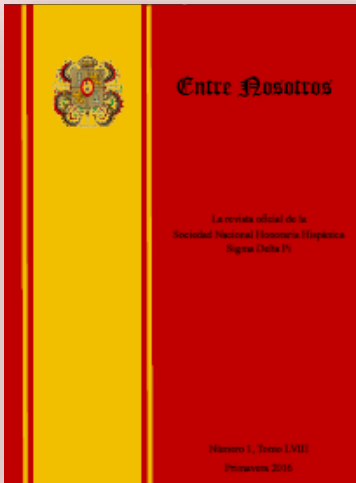 Entre Nosotros
La revista oficial de la
Sociedad Nacional Honoraria Hispánica
Sigma Delta Pi
Número 1, Tomo LVIII
Primavera 2016